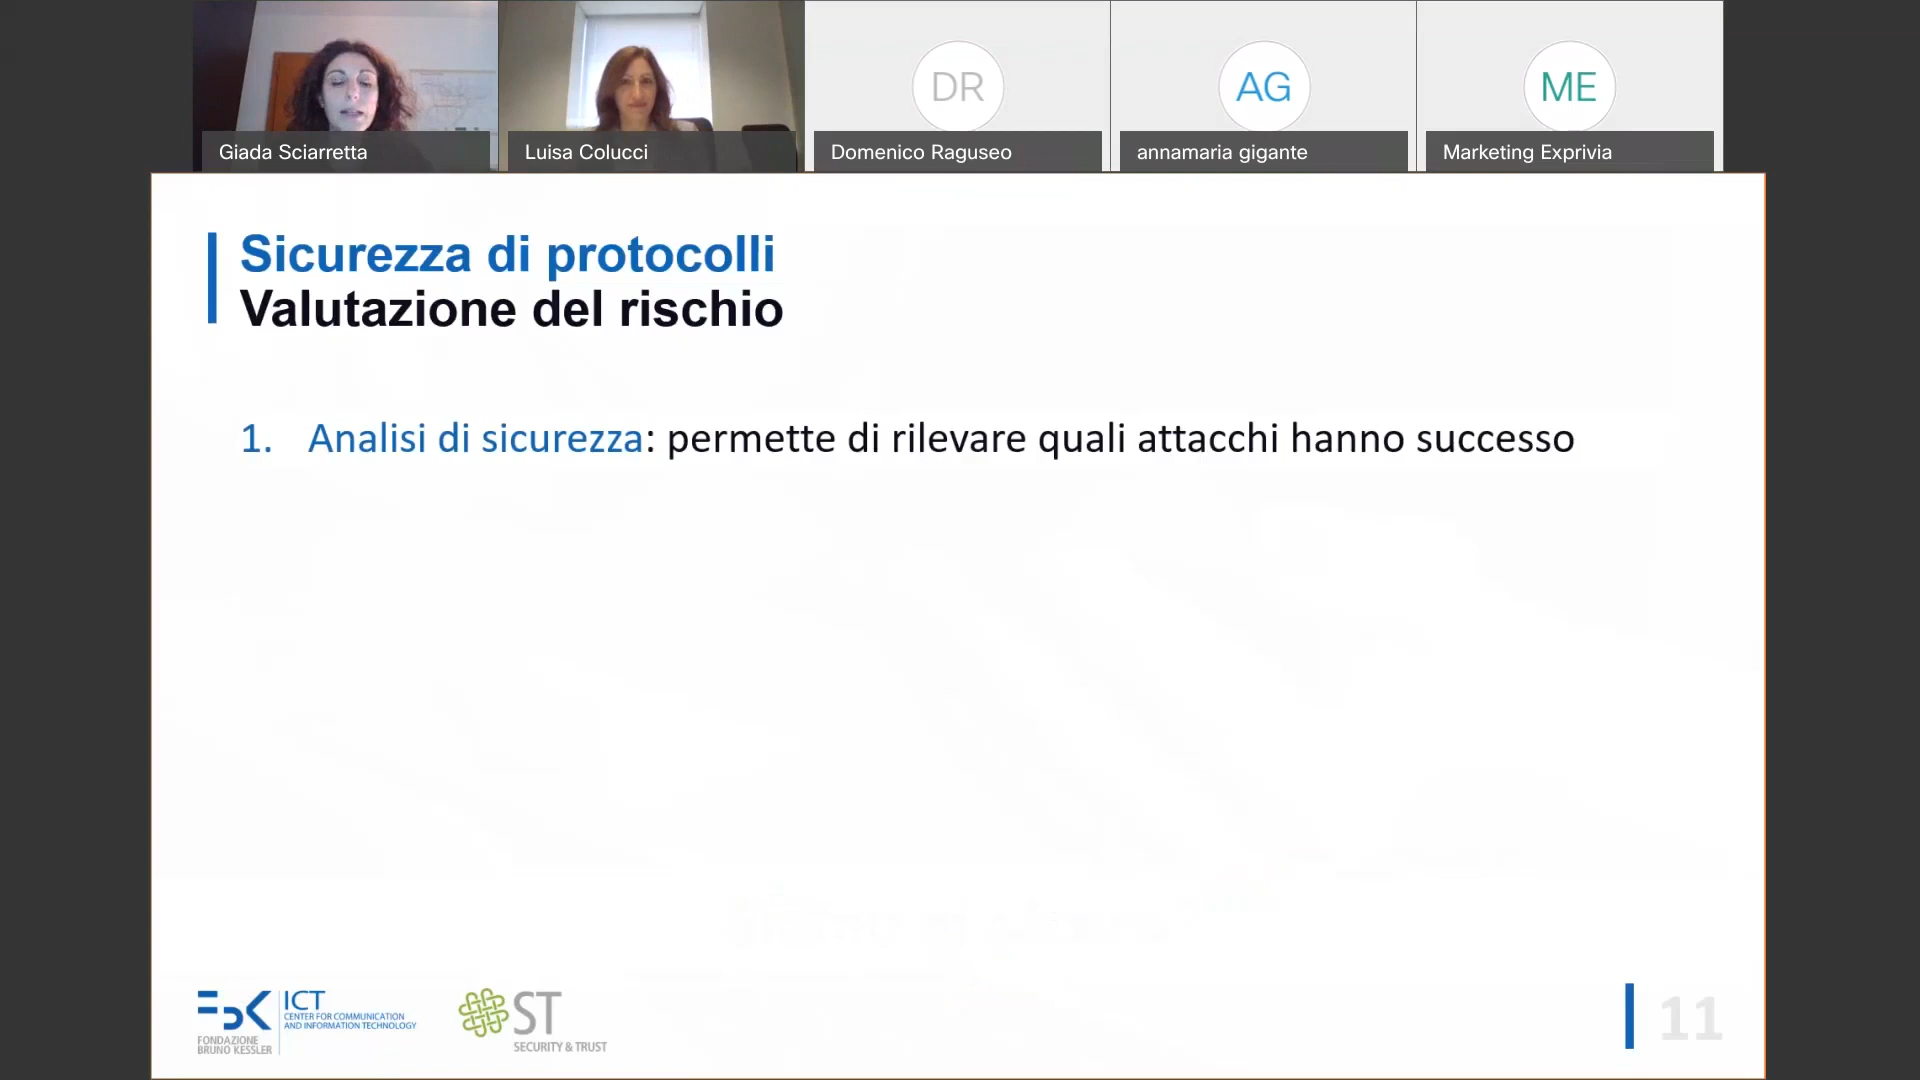 DR
AG
ME
Giada Sciarretta
Luisa Colucci
Domenico Raguseo
annamaria gigante
Marketing Exprivia
Sicurezza di protocolli
Valutazione del rischio
1. Analisi di sicurezza: permette di rilevare quali attacchi hanno successo
FBK
FONDAZIONE
BRUNO KESSLER
ICT
CENTER FOR COMMUNICATION
AND INFORMATION TECHNOLOGY
ST
SECURITY & TRUST
11